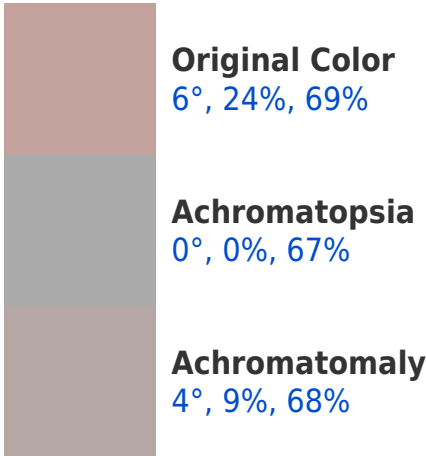 Original Color
6°, 24%, 69%
Achromatopsia
0°, 0%, 67%
Achromatomaly
4°, 9%, 68%